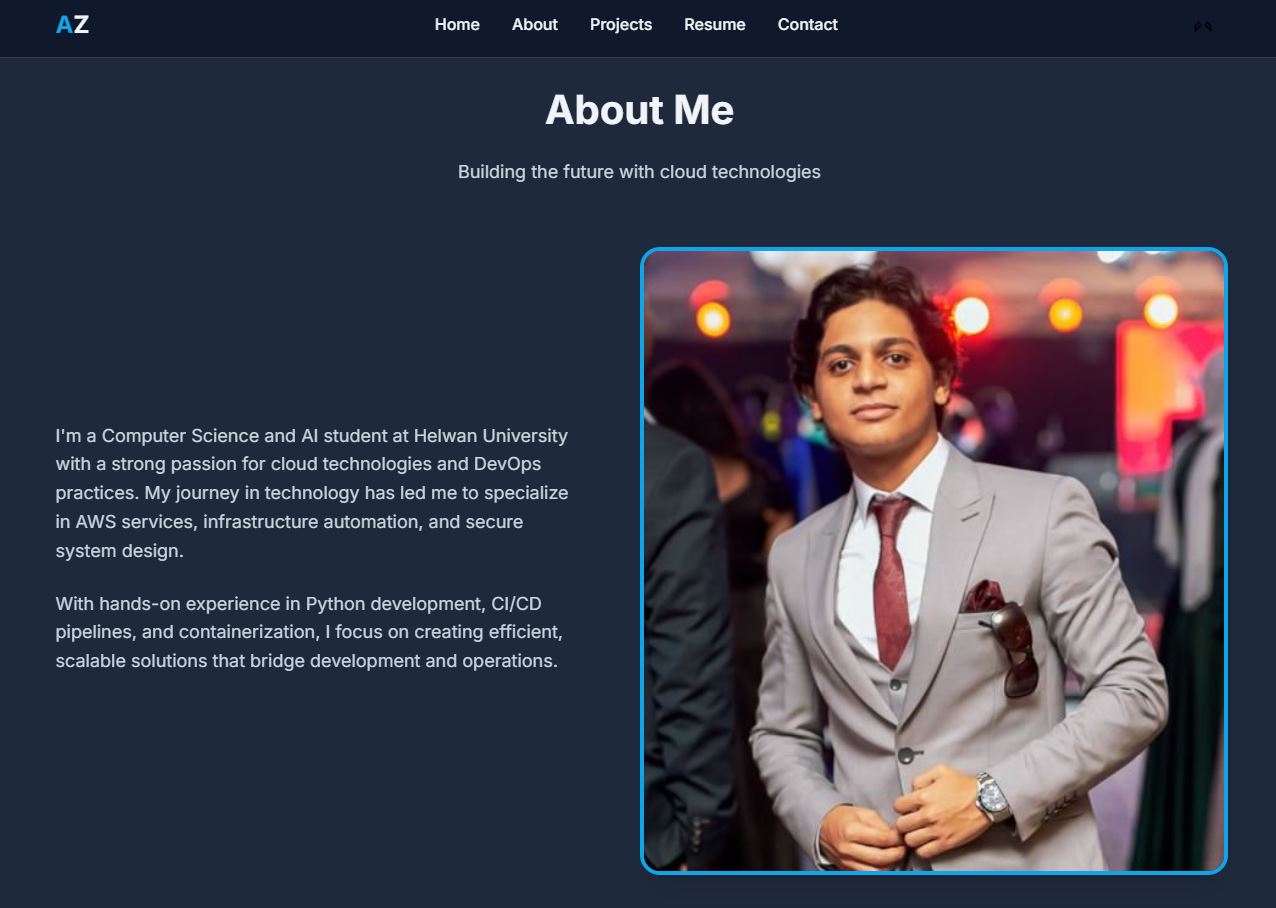 AZ
Home About Projects Resume Contact
About Me
Building the future with cloud technologies
I'm a Computer Science and AI student at Helwan University
with a strong passion for cloud technologies and DevOps
practices. My journey in technology has led me to specialize
in AWS services, infrastructure automation, and secure
system design.
With hands-on experience in Python development, CI/CD
pipelines, and containerization, I focus on creating efficient,
scalable solutions that bridge development and operations.